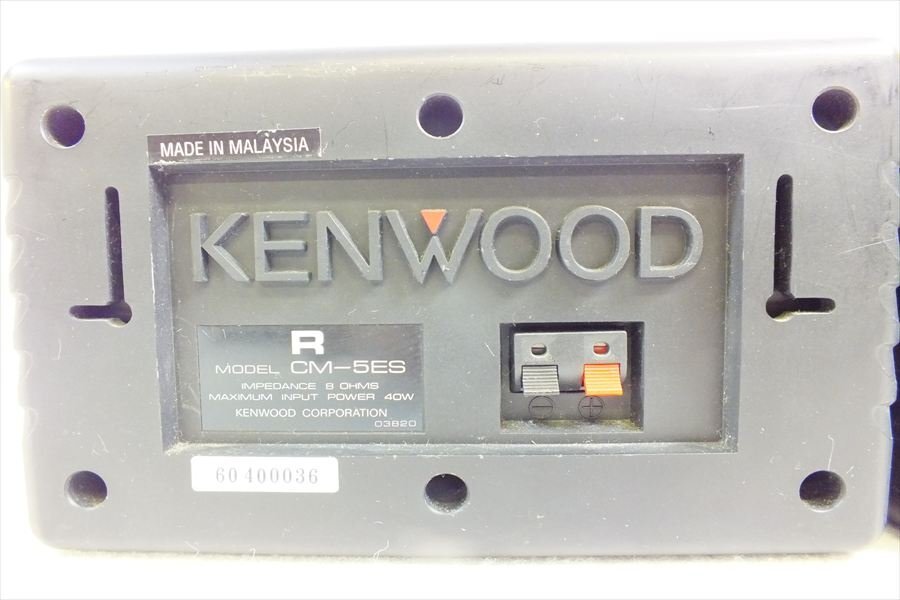 MADE IN MALAYSIA
KENWOOD
R
MODEL CM-5ES
IMPEDANCE 8 OHMS
MAXIMUM INPUT POWER 40W
KENWOOD CORPORATION
03820
- +
60400036